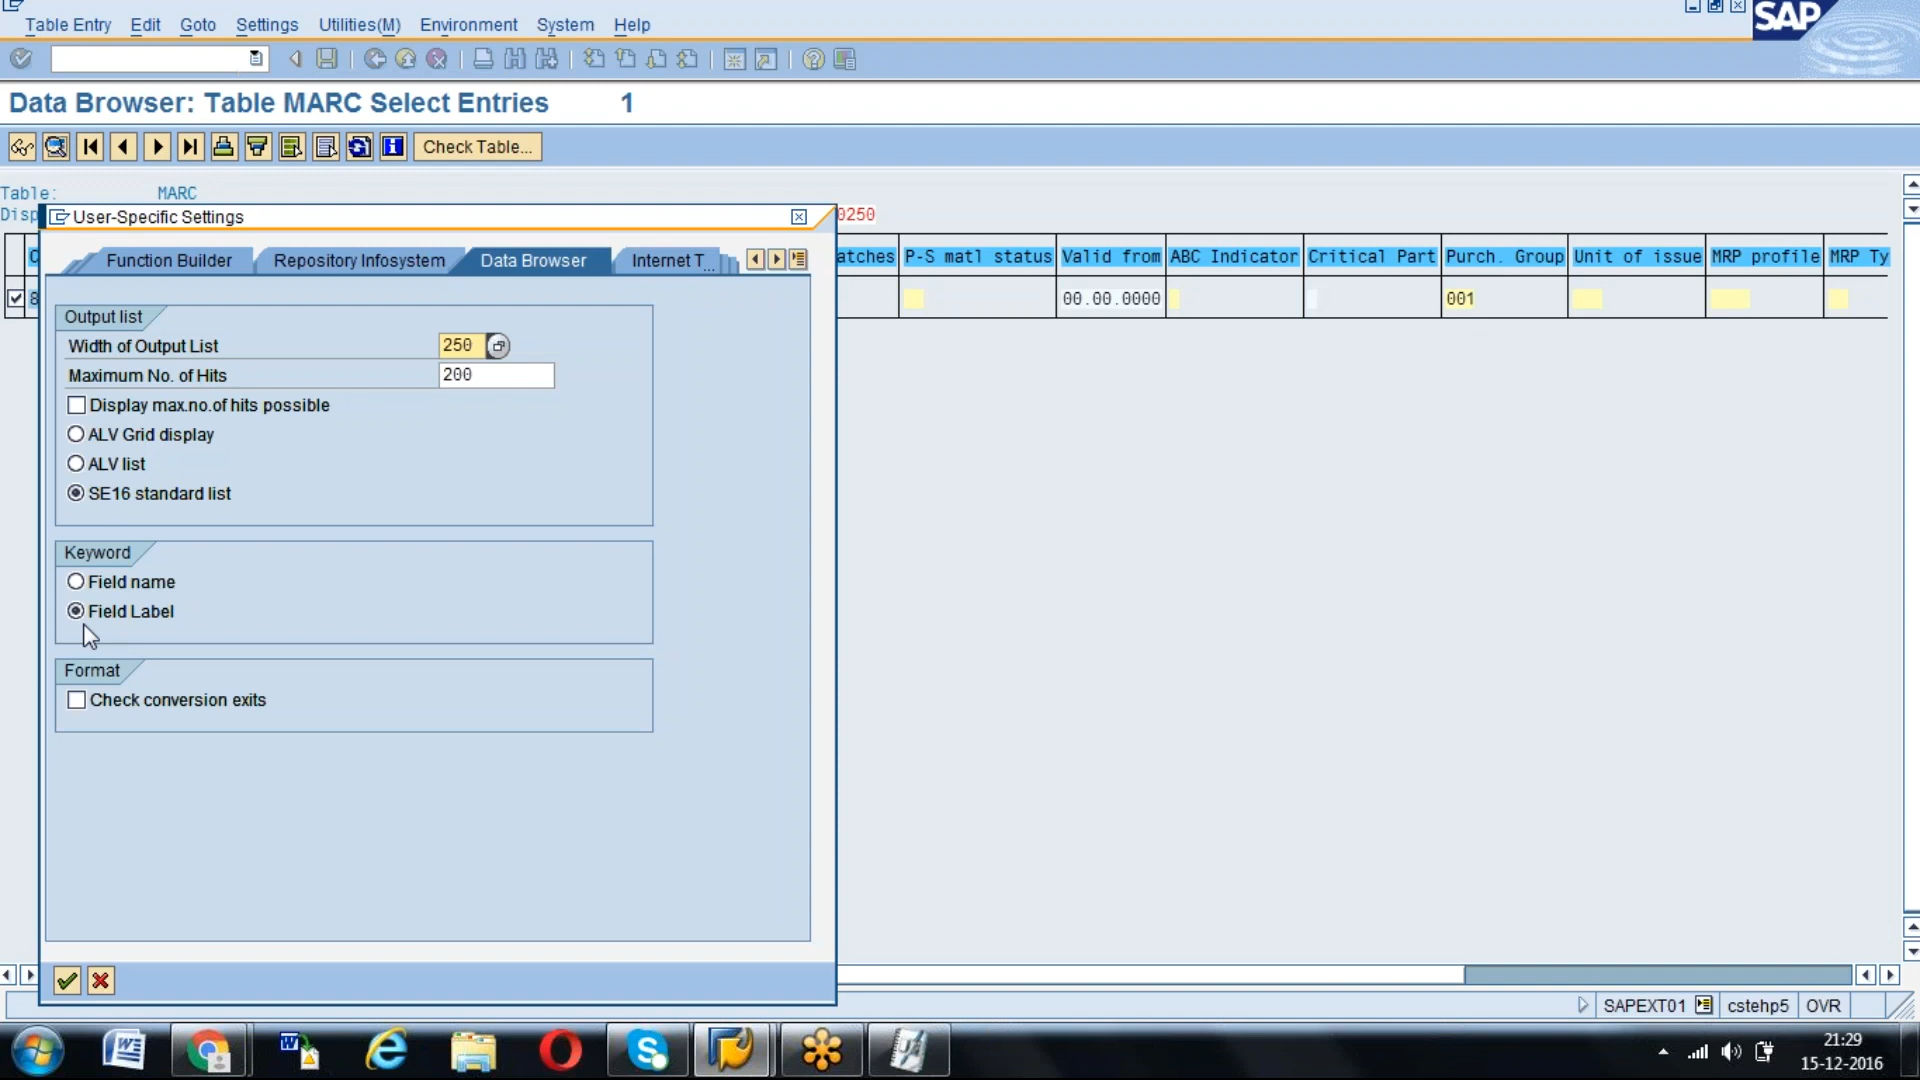 Table Entry Edit Goto Settings Utilities(M) Environment System Help
SAP
Data Browser: Table MARC Select Entries 1
Check Table...
Table: MARC
Disp 0250
User-Specific Settings
Function Builder Repository Infosystem Data Browser Internet T...
atches P-S matl status Valid from ABC Indicator Critical Part Purch. Group Unit of issue MRP profile MRP Ty
8 00.00.0000 001
Output list
Width of Output List 250
Maximum No. of Hits 200
Display max.no.of hits possible
ALV Grid display
ALV list
SE16 standard list
Keyword
Field name
Field Label
Format
Check conversion exits
SAPEXT01 cstehp5 OVR
21:29
15-12-2016